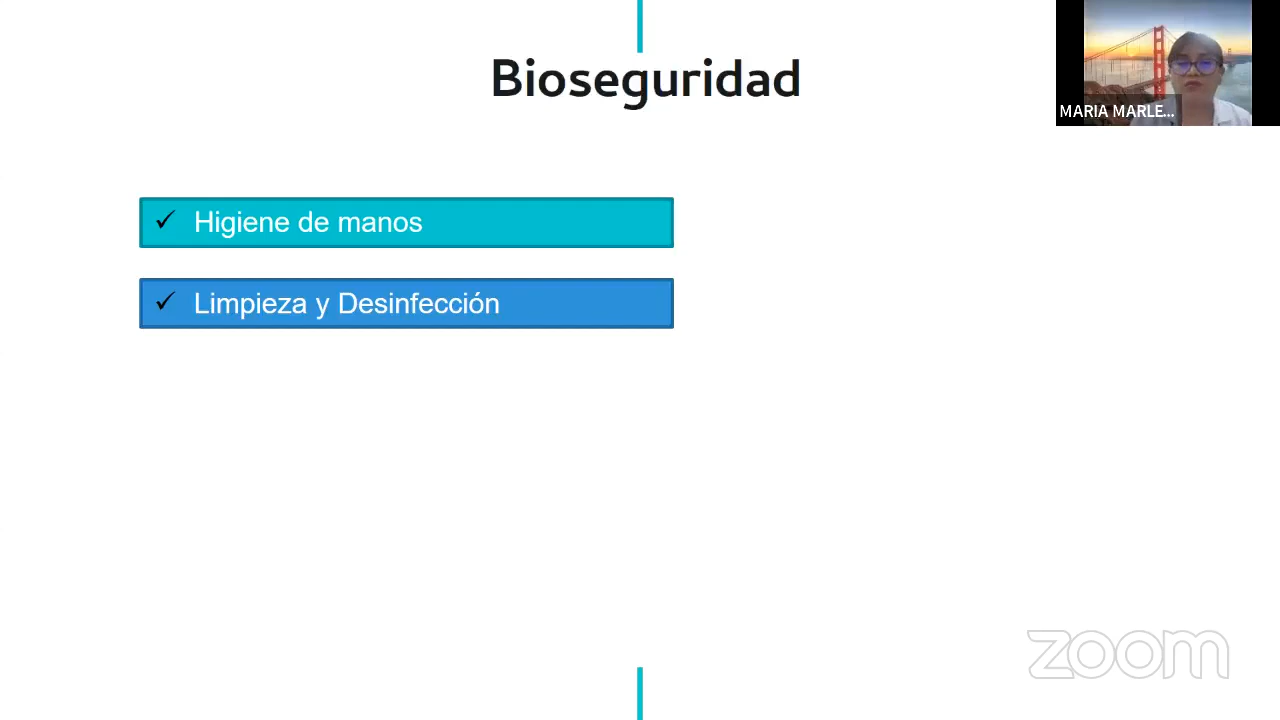 Bioseguridad
MARIA MARLE...
✓ Higiene de manos
✓ Limpieza y Desinfección
zoom